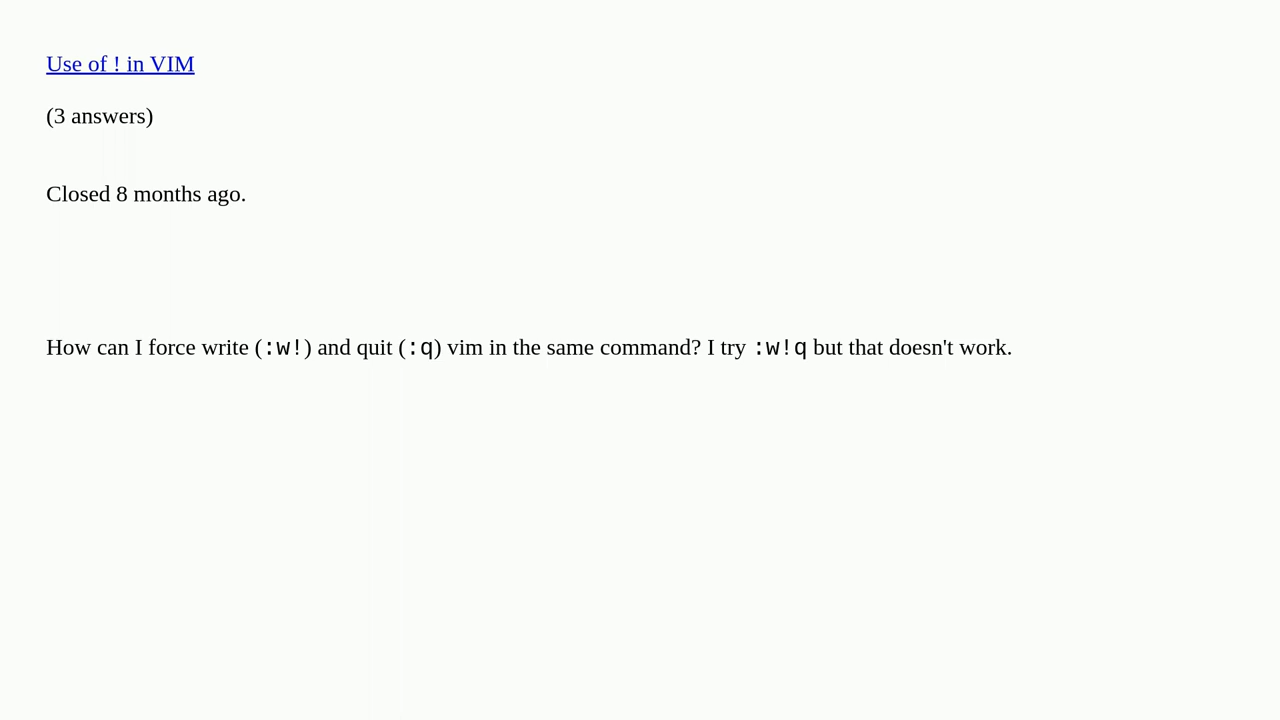 Use of ! in VIM
(3 answers)
Closed 8 months ago.
How can I force write (:w!) and quit (:q) vim in the same command? I try :w!q but that doesn't work.